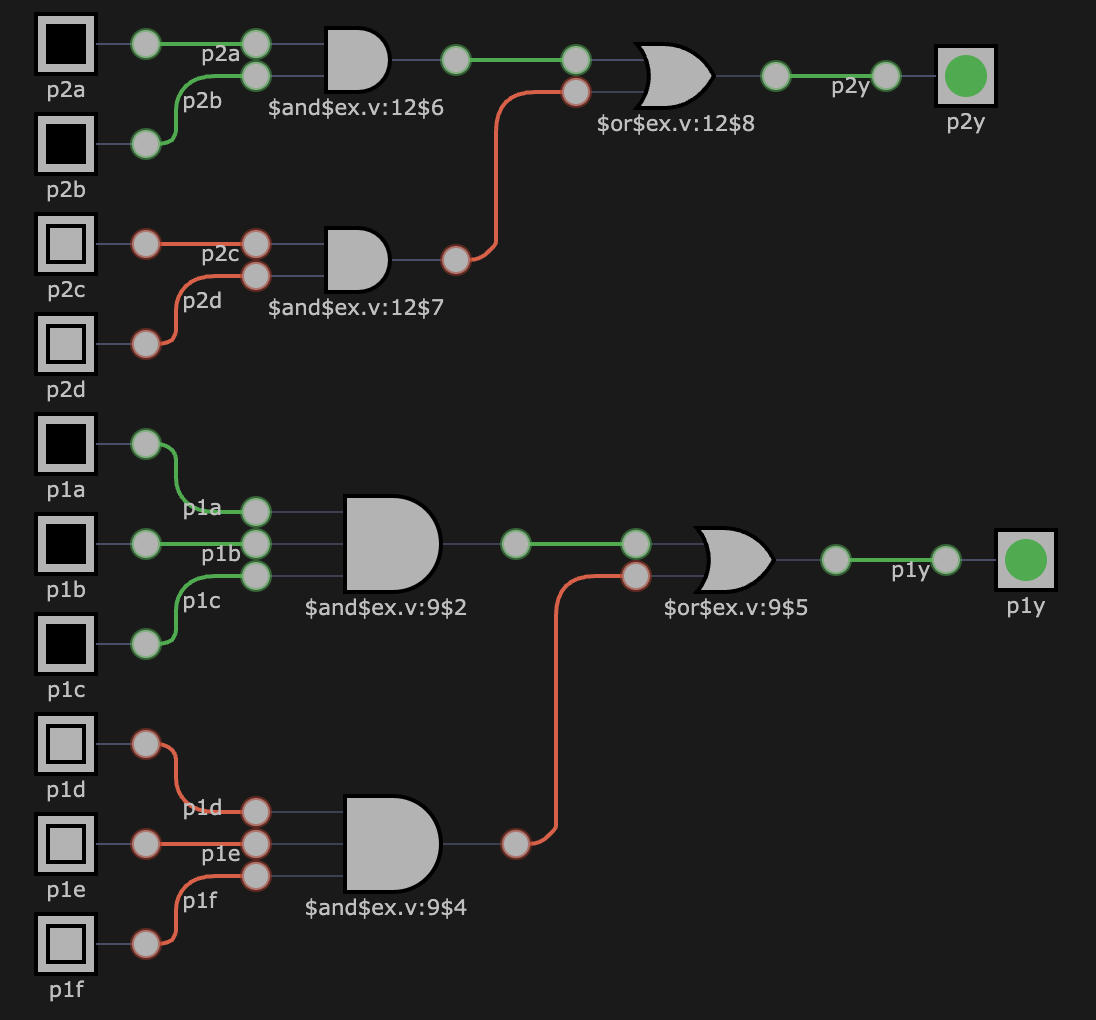 p2a
p2a
p2b
$and$ex.v:12$6
p2b
p2y
$or$ex.v:12$8
p2y
p2c
p2c
p2d
$and$ex.v:12$7
p2d
p1a
p1a
p1b
p1b
p1c
$and$ex.v:9$2
p1c
p1y
$or$ex.v:9$5
p1y
p1d
p1d
p1e
p1e
p1f
$and$ex.v:9$4
p1f